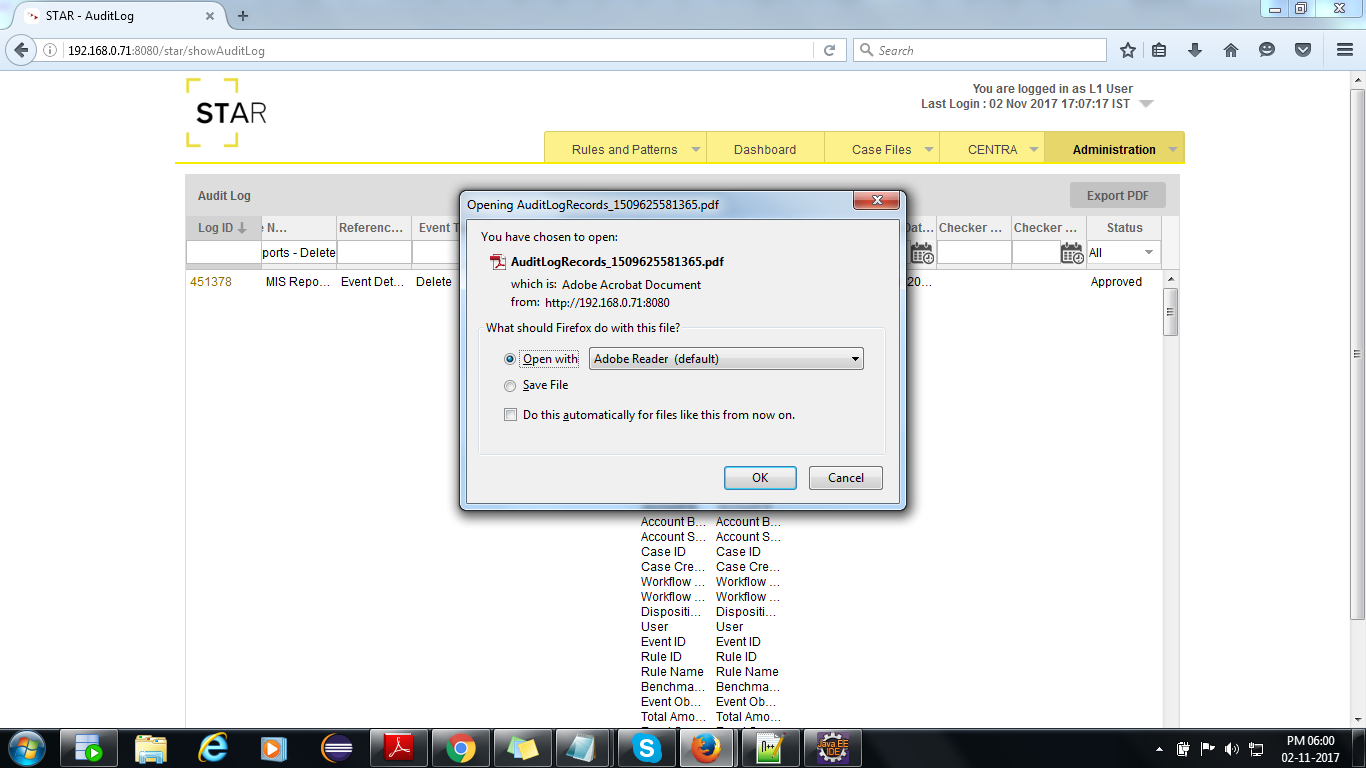 STAR - AuditLog
192.168.0.71:8080/star/showAuditLog
Search
STAR
You are logged in as L1 User
Last Login : 02 Nov 2017 17:07:17 IST
Rules and Patterns Dashboard Case Files CENTRA Administration
Audit Log Export PDF
Log ID N... Referenc... Event T Dat... Checker ... Checker ... Status
ports - Delete All
451378 MIS Repo... Event Det... Delete 20... Approved
Opening AuditLogRecords_1509625581365.pdf
You have chosen to open:
AuditLogRecords_1509625581365.pdf
which is: Adobe Acrobat Document
from: http://192.168.0.71:8080
What should Firefox do with this file?
Open with Adobe Reader (default)
Save File
Do this automatically for files like this from now on.
OK Cancel
Account B... Account B...
Account S... Account S...
Case ID Case ID
Case Cre... Case Cre...
Workflow ... Workflow ...
Workflow ... Workflow ...
Dispositi... Dispositi...
User User
Event ID Event ID
Rule ID Rule ID
Rule Name Rule Name
Benchma... Benchma...
Event Ob... Event Ob...
Total Amo... Total Amo...
Java EE
IDE
PM 06:00
02-11-2017